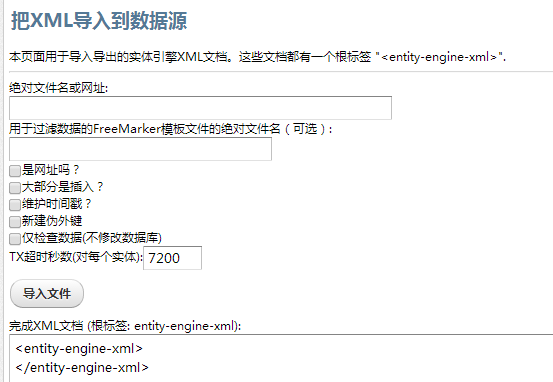 把XML导入到数据源
本页面用于导入导出的实体引擎XML文档。这些文档都有一个根标签 "<entity-engine-xml>".
绝对文件名或网址:
用于过滤数据的FreeMarker模板文件的绝对文件名（可选）:
是网址吗？
大部分是插入？
维护时间戳？
新建伪外键
仅检查数据(不修改数据库)
TX超时秒数(对每个实体): 7200
导入文件
完成XML文档 (根标签: entity-engine-xml):
<entity-engine-xml>
</entity-engine-xml>